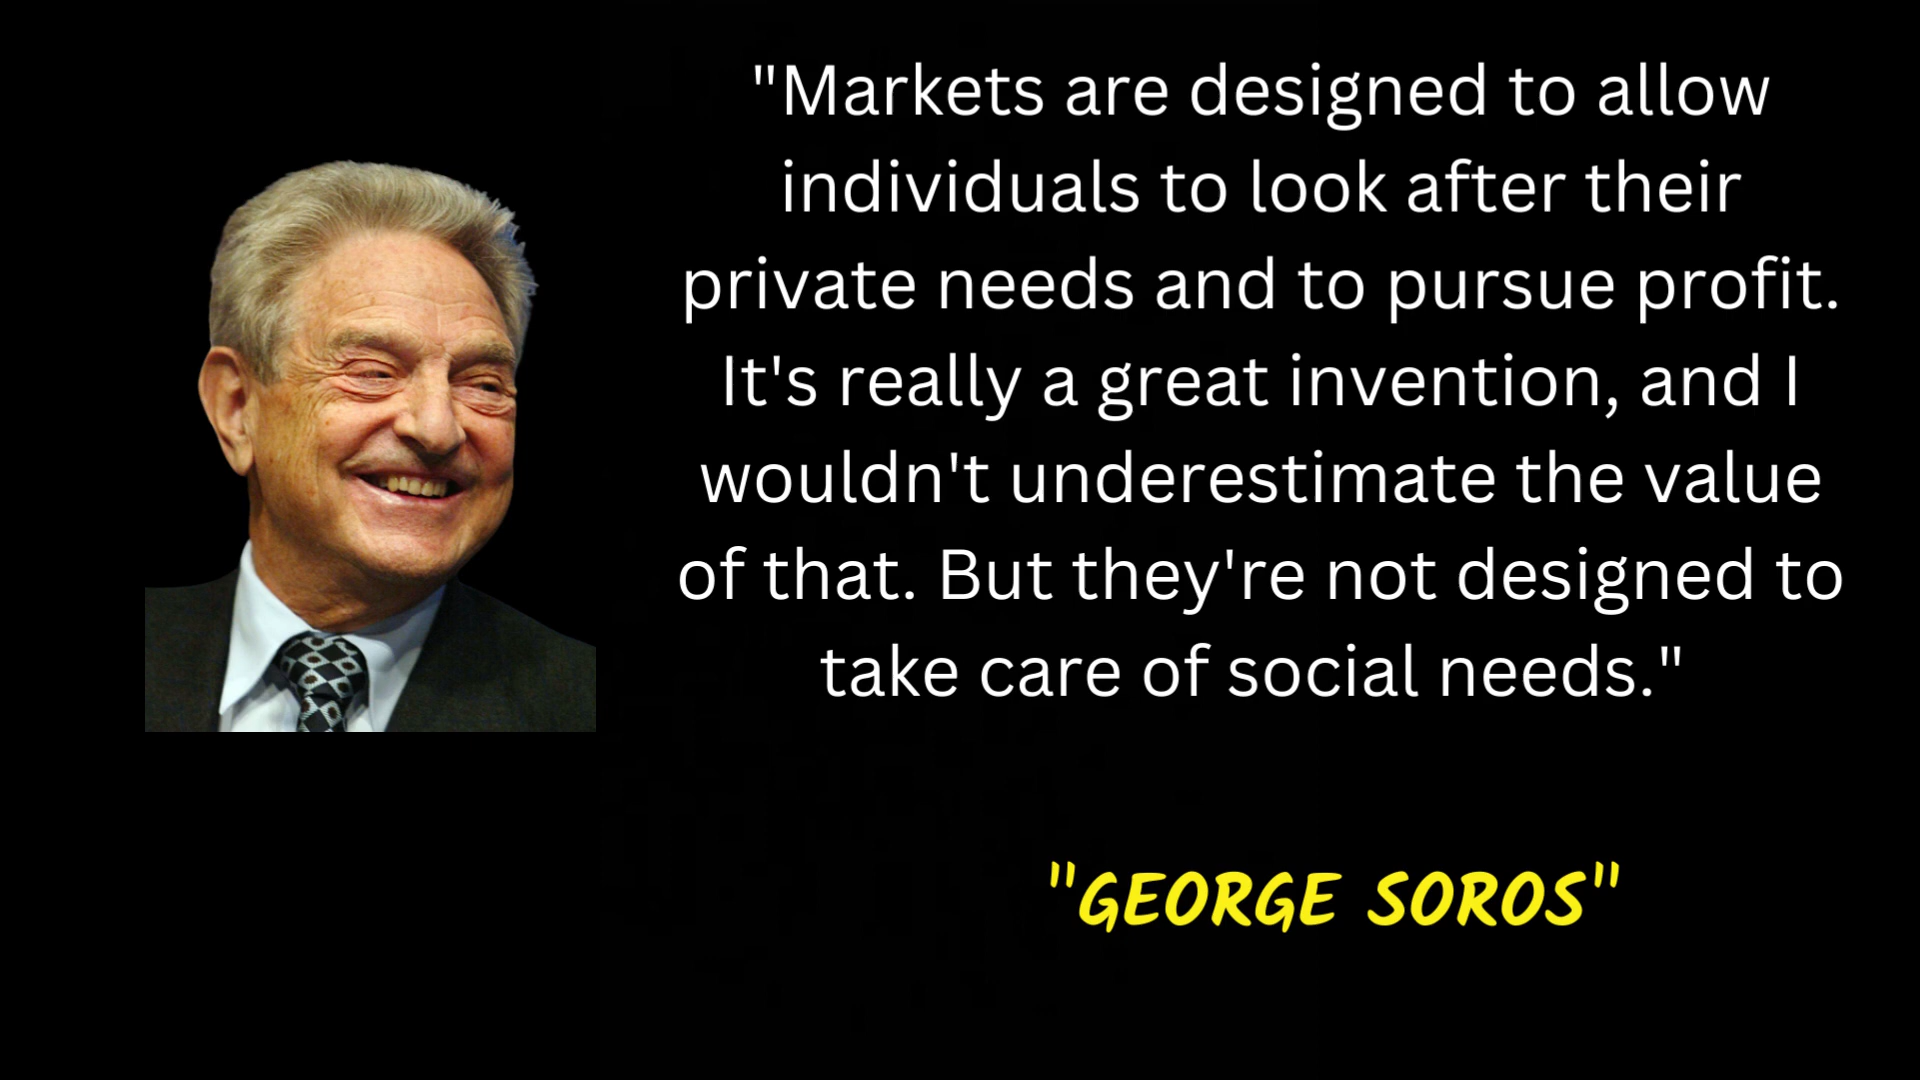 "Markets are designed to allow
individuals to look after their
private needs and to pursue profit.
It's really a great invention, and I
wouldn't underestimate the value
of that. But they're not designed to
take care of social needs."
"GEORGE SOROS"